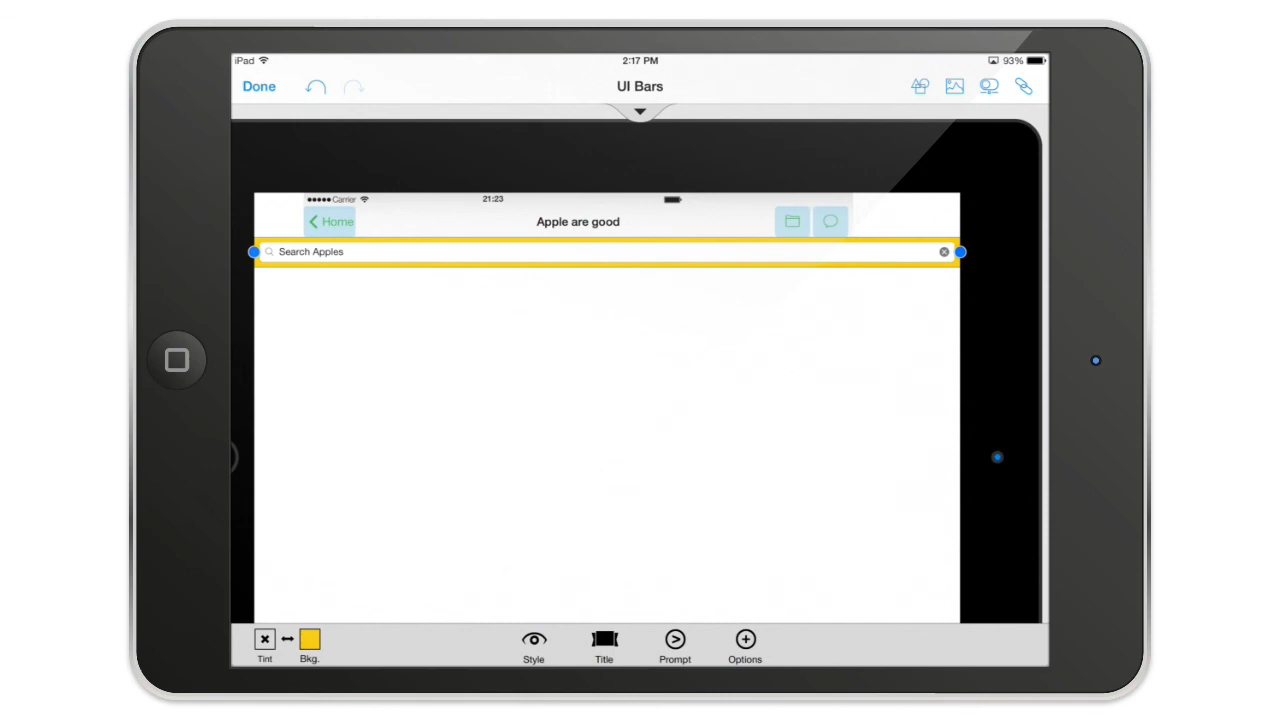 iPad 2:17 PM 93%
Done UI Bars
Carrier 21:23
Home Apple are good
Search Apples
Tint Bkg. Style Title Prompt Options